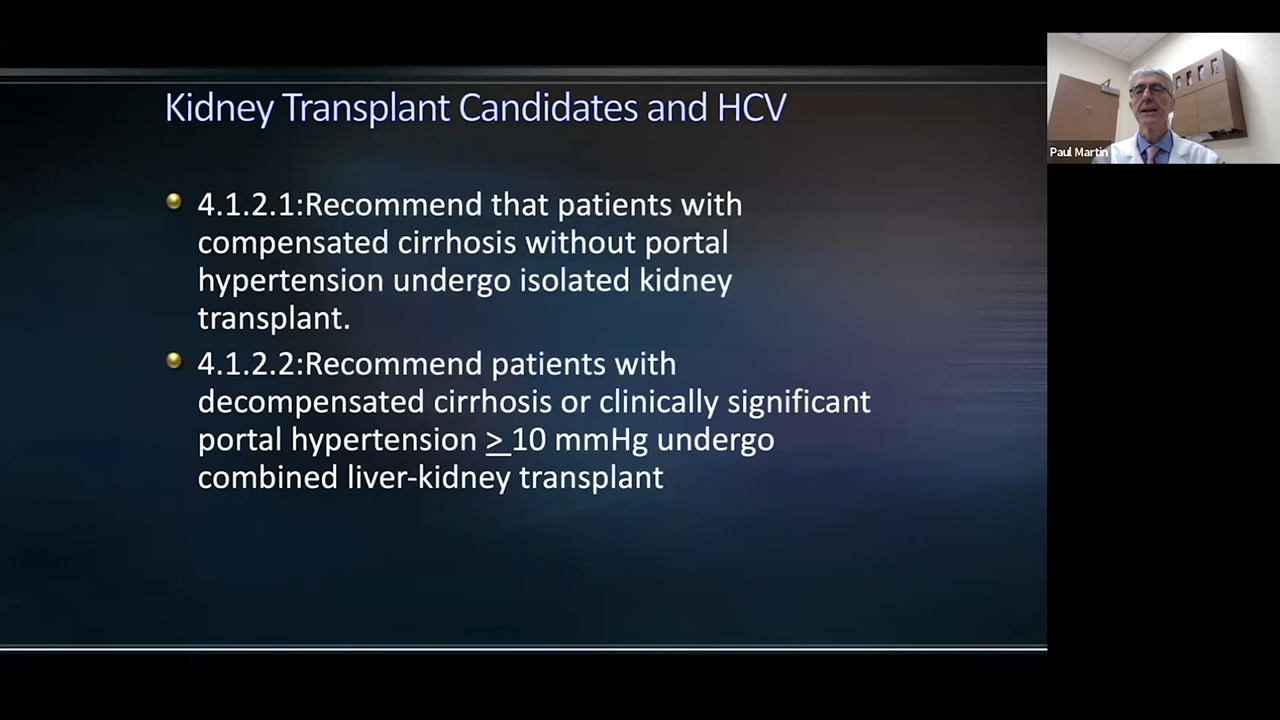 Kidney Transplant Candidates and HCV
4.1.2.1:Recommend that patients with
compensated cirrhosis without portal
hypertension undergo isolated kidney
transplant.
4.1.2.2:Recommend patients with
decompensated cirrhosis or clinically significant
portal hypertension > 10 mmHg undergo
combined liver-kidney transplant
Paul Martin